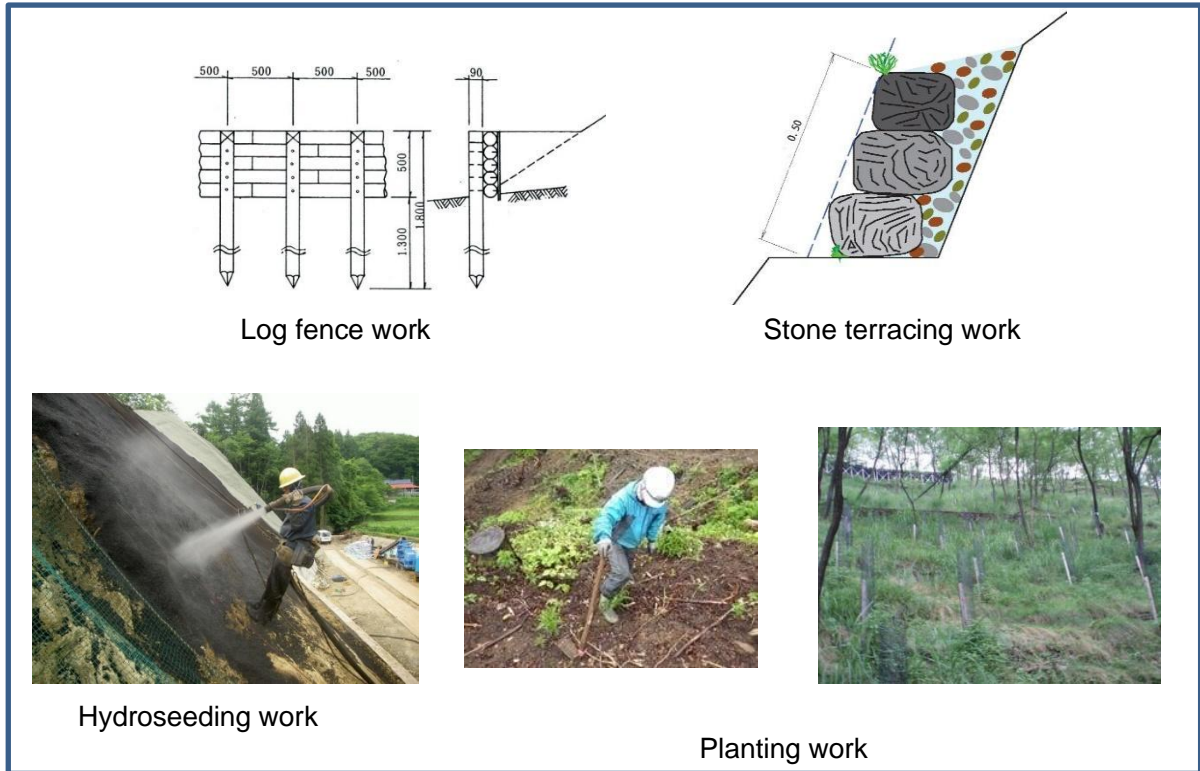 500 500 500 500
90
500
1.300
1.800
0.50
Log fence work
Stone terracing work
Hydroseeding work
Planting work